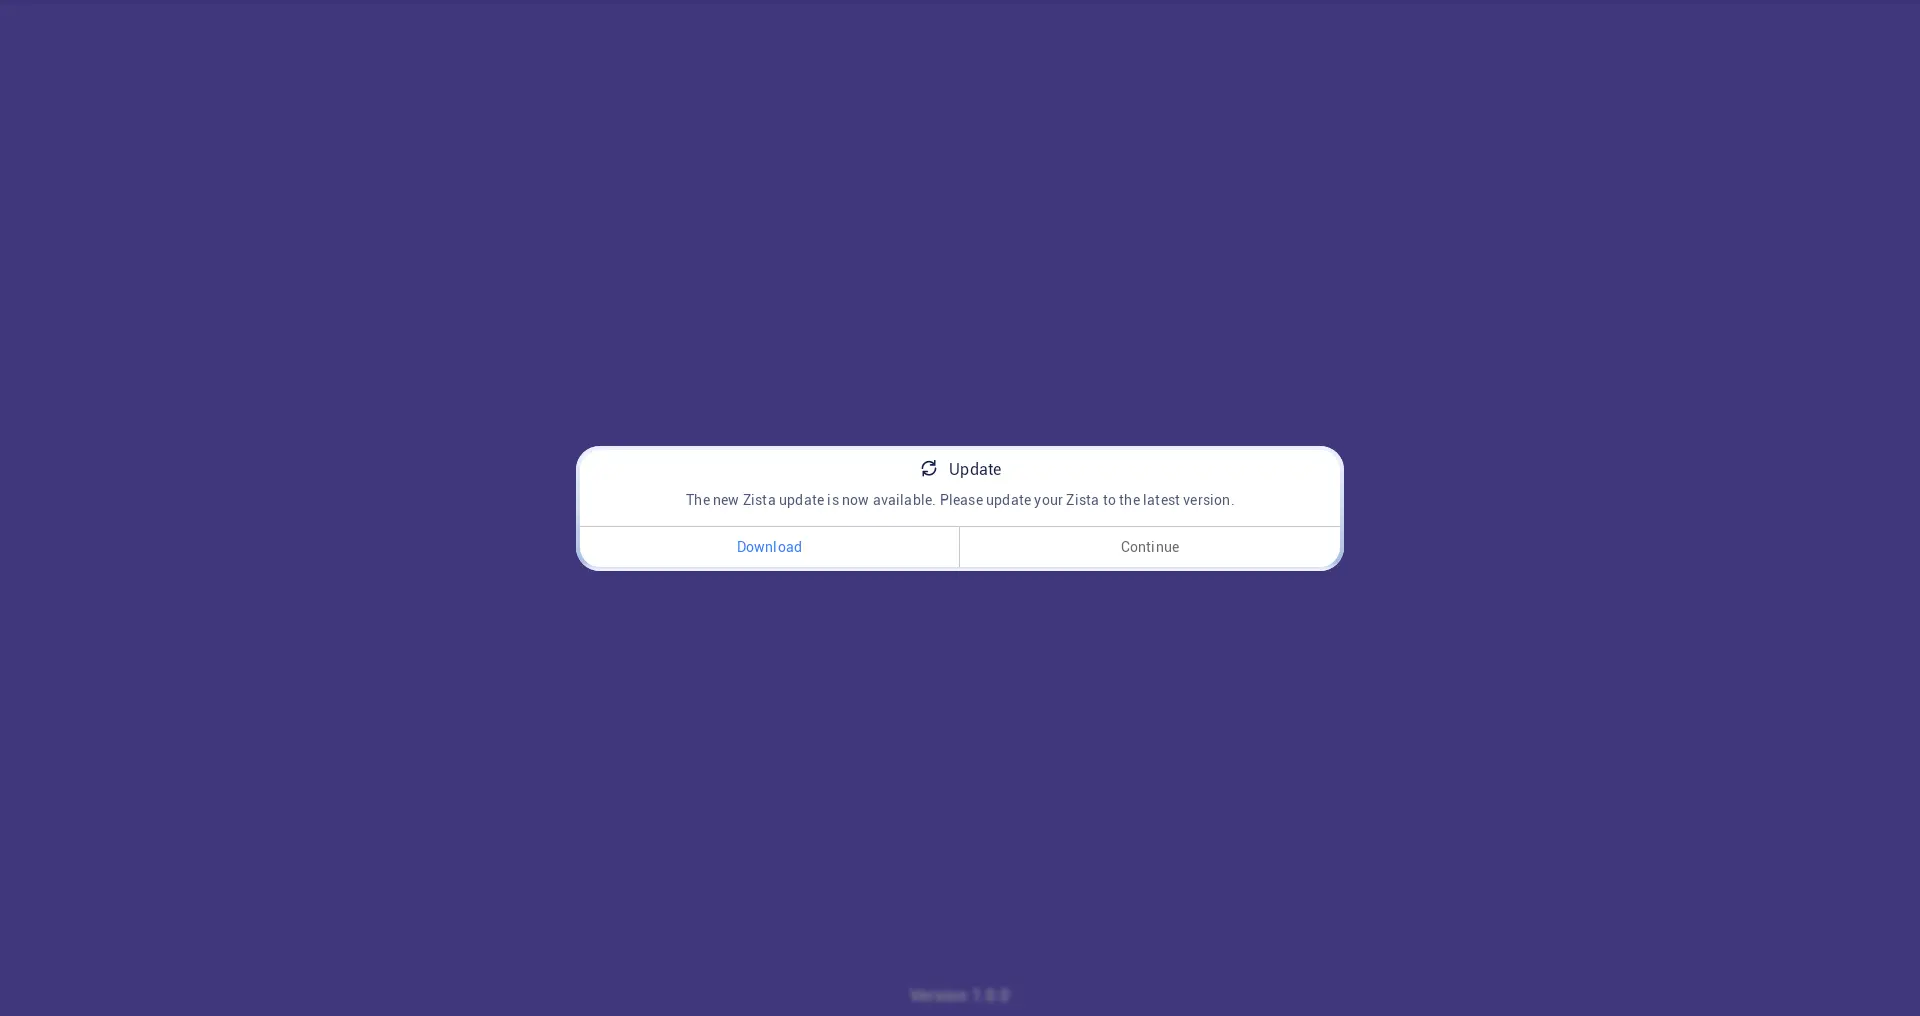 Update
The new Zista update is now available. Please update your Zista to the latest version.
Download
Continue
Version 1.0.0